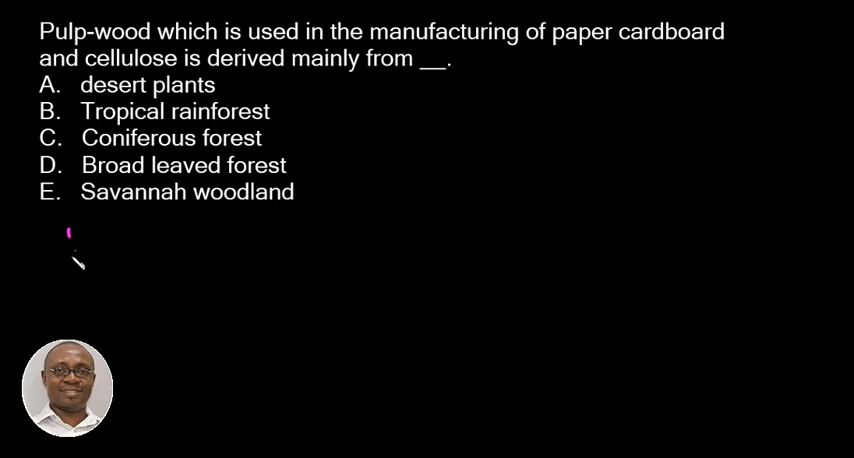 Pulp-wood which is used in the manufacturing of paper cardboard
and cellulose is derived mainly from __.
A. desert plants
B. Tropical rainforest
C. Coniferous forest
D. Broad leaved forest
E. Savannah woodland